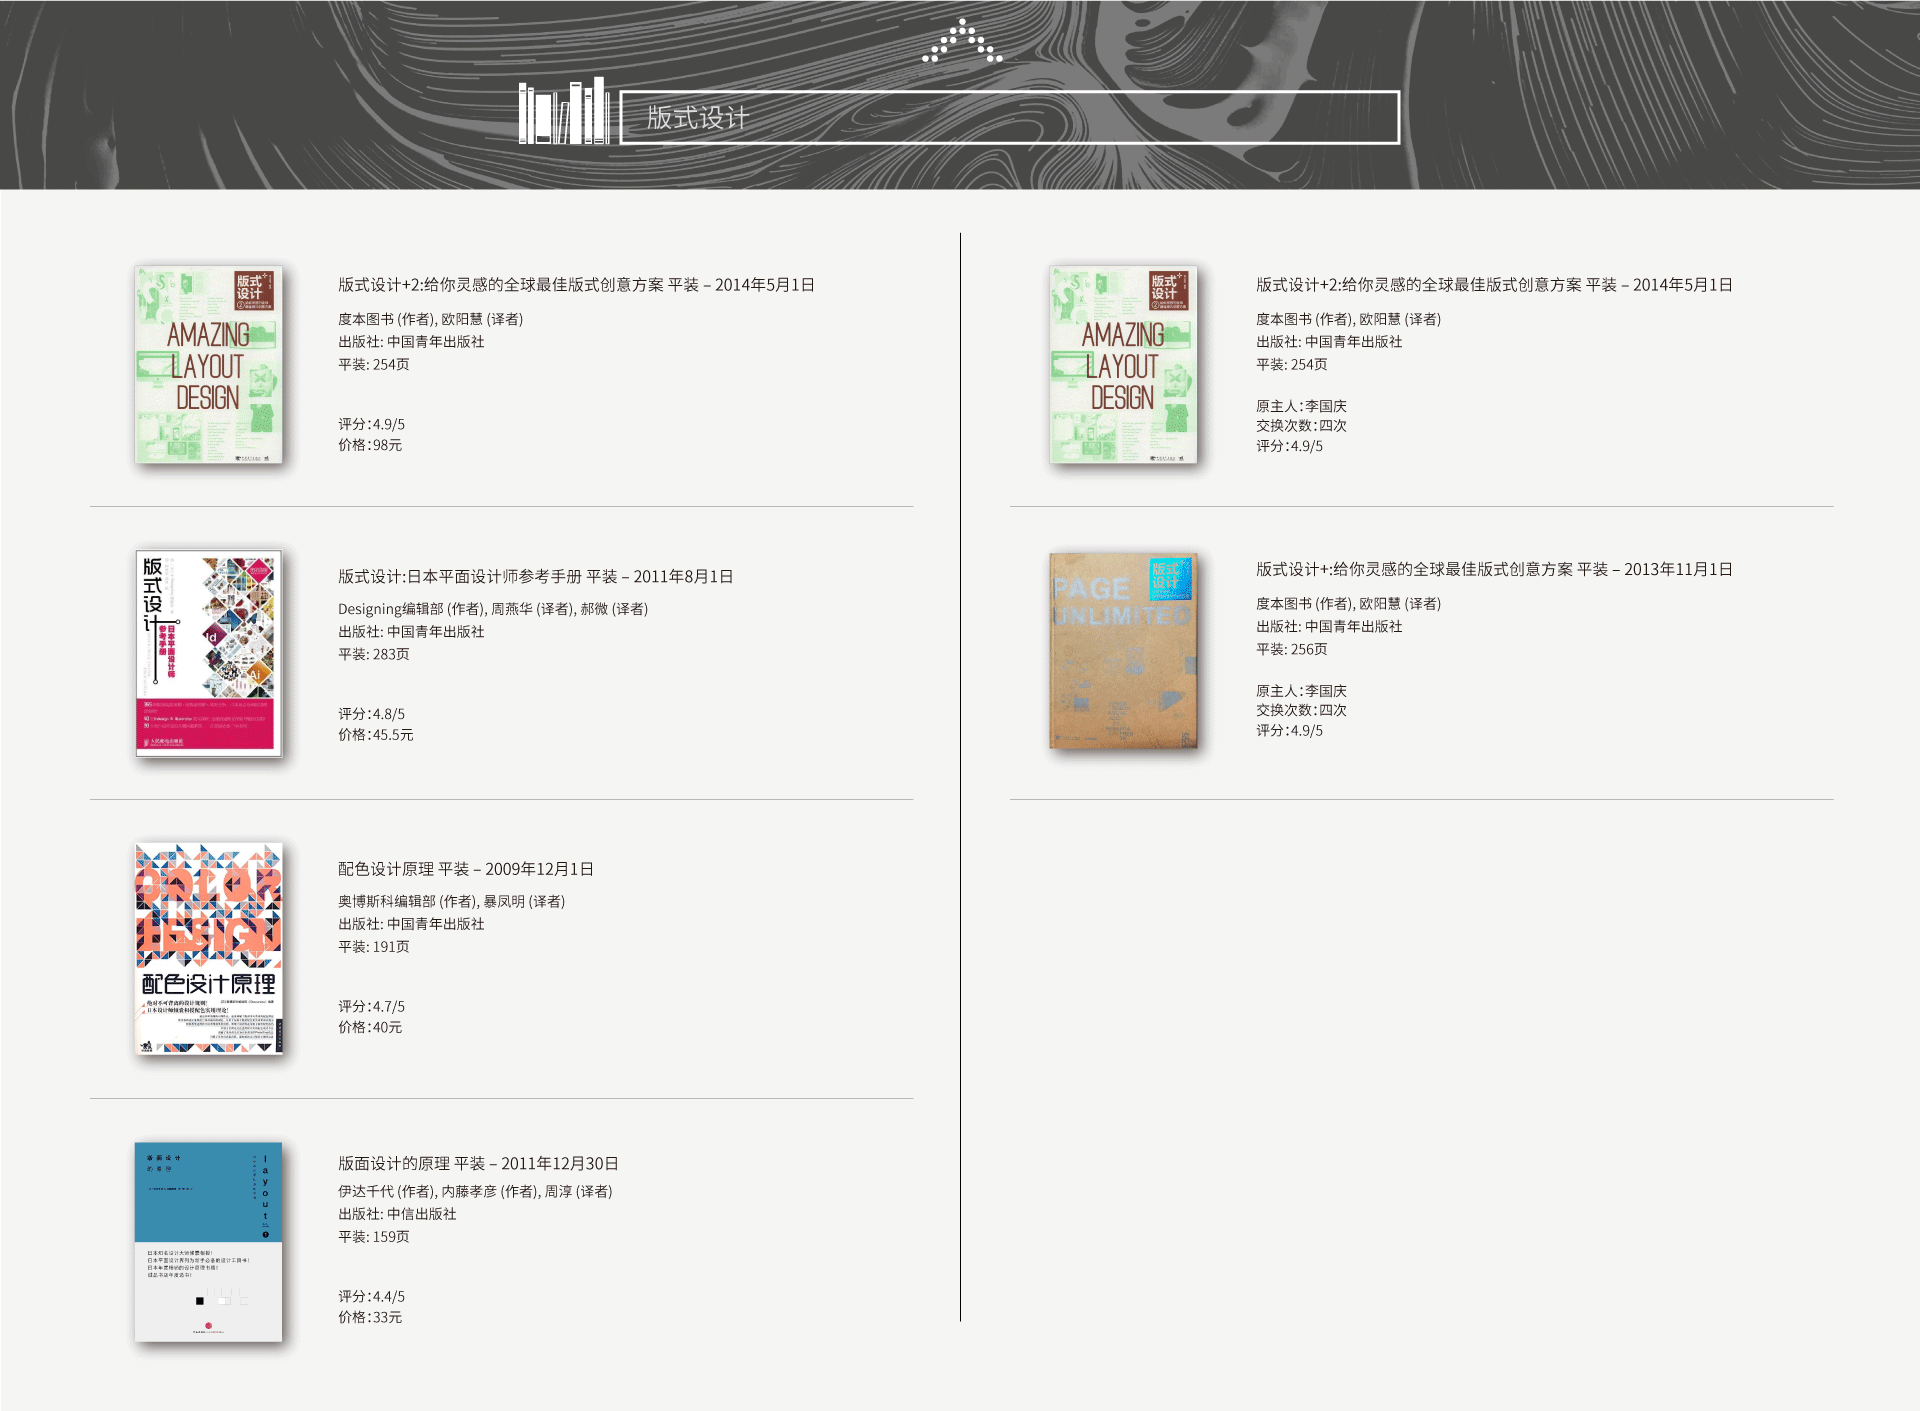 版式设计
版式
设计
AMAZING
LAYOUT
DESIGN
版式设计+2:给你灵感的全球最佳版式创意方案 平装 – 2014年5月1日
度本图书 (作者), 欧阳慧 (译者)
出版社: 中国青年出版社
平装: 254页
评分:4.9/5
价格:98元
版式设计
日本平面设计师
参考手册
Id
Ai
版式设计:日本平面设计师参考手册 平装 – 2011年8月1日
Designing编辑部 (作者), 周燕华 (译者), 郝微 (译者)
出版社: 中国青年出版社
平装: 283页
评分:4.8/5
价格:45.5元
COLOR
DESIGN
配色设计原理
配色设计原理 平装 – 2009年12月1日
奥博斯科编辑部 (作者), 暴凤明 (译者)
出版社: 中国青年出版社
平装: 191页
评分:4.7/5
价格:40元
layout
版面设计的原理 平装 – 2011年12月30日
伊达千代 (作者), 内藤孝彦 (作者), 周淳 (译者)
出版社: 中信出版社
平装: 159页
评分:4.4/5
价格:33元
版式
设计
AMAZING
LAYOUT
DESIGN
版式设计+2:给你灵感的全球最佳版式创意方案 平装 – 2014年5月1日
度本图书 (作者), 欧阳慧 (译者)
出版社: 中国青年出版社
平装: 254页
原主人:李国庆
交换次数:四次
评分:4.9/5
版式
设计
PAGE
UNLIMITED
版式设计+:给你灵感的全球最佳版式创意方案 平装 – 2013年11月1日
度本图书 (作者), 欧阳慧 (译者)
出版社: 中国青年出版社
平装: 256页
原主人:李国庆
交换次数:四次
评分:4.9/5